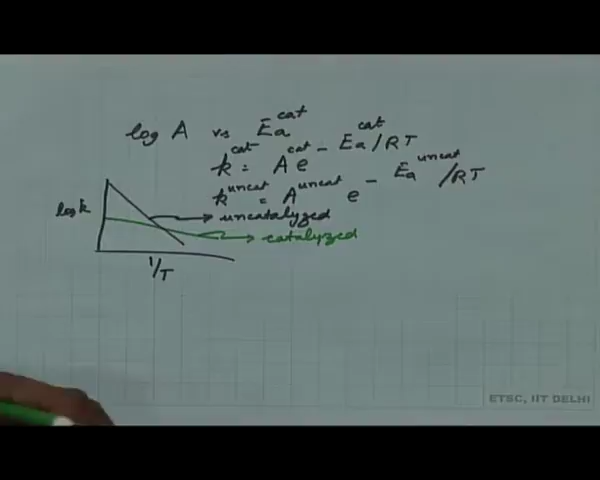 log A vs Ea^cat
k^cat = A^cat e^-Ea^cat/RT
k^uncat = A^uncat e^-Ea^uncat/RT
log k
uncatalyzed
catalyzed
1/T
ETSC, IIT DELHI